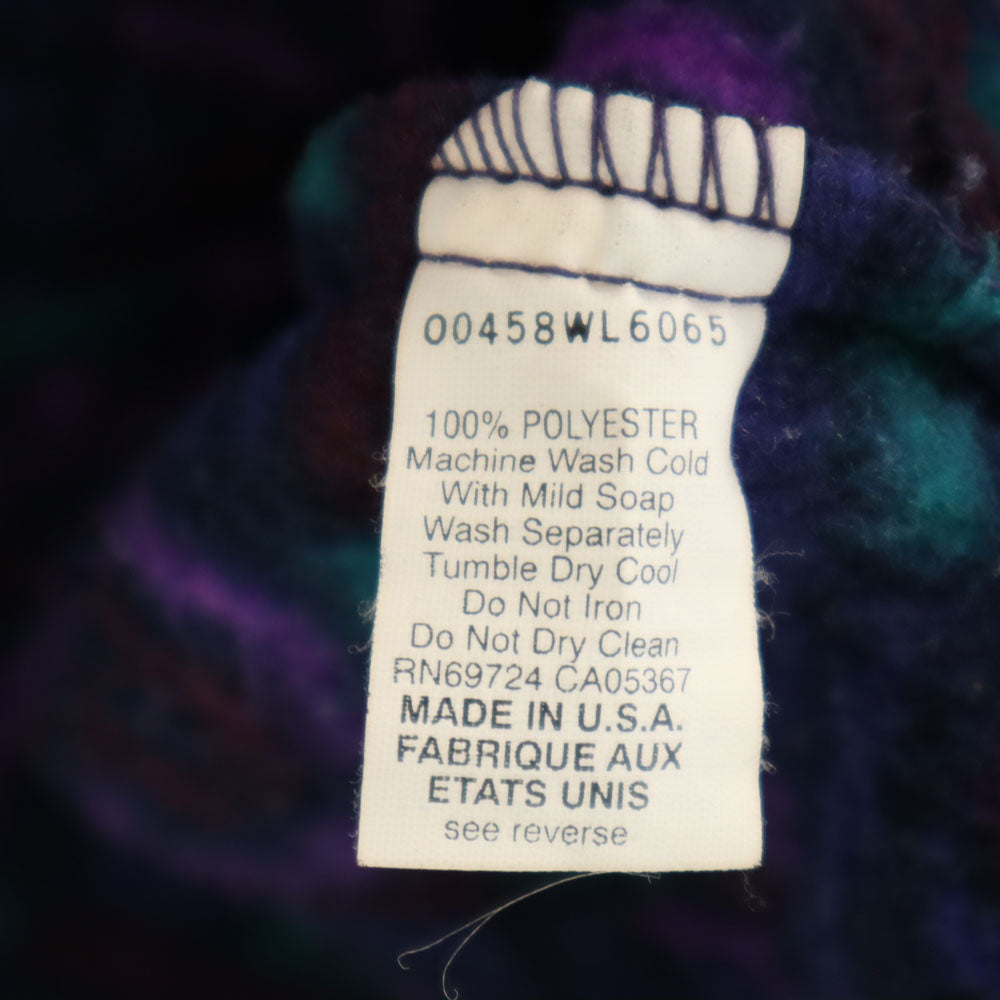 00458WL6065
100% POLYESTER
Machine Wash Cold
With Mild Soap
Wash Separately
Tumble Dry Cool
Do Not Iron
Do Not Dry Clean
RN69724 CA05367
MADE IN U.S.A.
FABRIQUE AUX
ETATS UNIS
see reverse